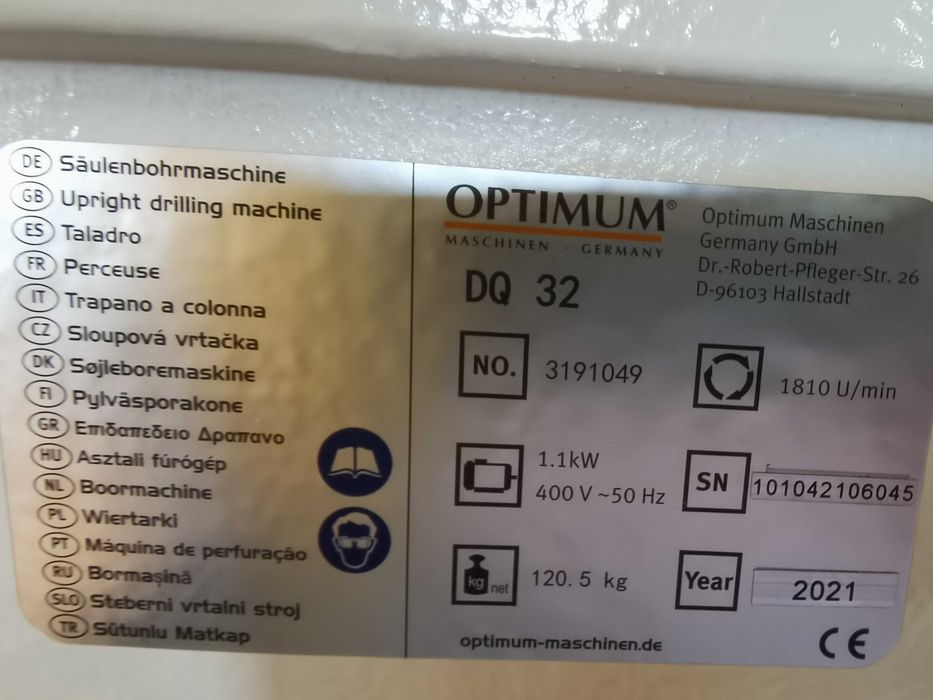 DE Säulenbohrmaschine
GB Upright drilling machine
ES Taladro
FR Perceuse
IT Trapano a colonna
CZ Sloupová vrtačka
DK Søjleboremaskine
FI Pylväsporakone
GR Επιδαπεδειο Δραπανο
HU Asztali fúrógép
NL Boormachine
PL Wiertarki
PT Máquina de perfuração
RU Bormaşină
SLO Steberni vrtalni stroj
TR Sütunlu Matkap
OPTIMUM®
MASCHINEN - GERMANY
Optimum Maschinen
Germany GmbH
Dr.-Robert-Pfleger-Str. 26
D-96103 Hallstadt
DQ 32
NO. 3191049
1810 U/min
1.1kW
400 V ~50 Hz
SN 101042106045
kg net 120.5 kg
Year 2021
optimum-maschinen.de
CE